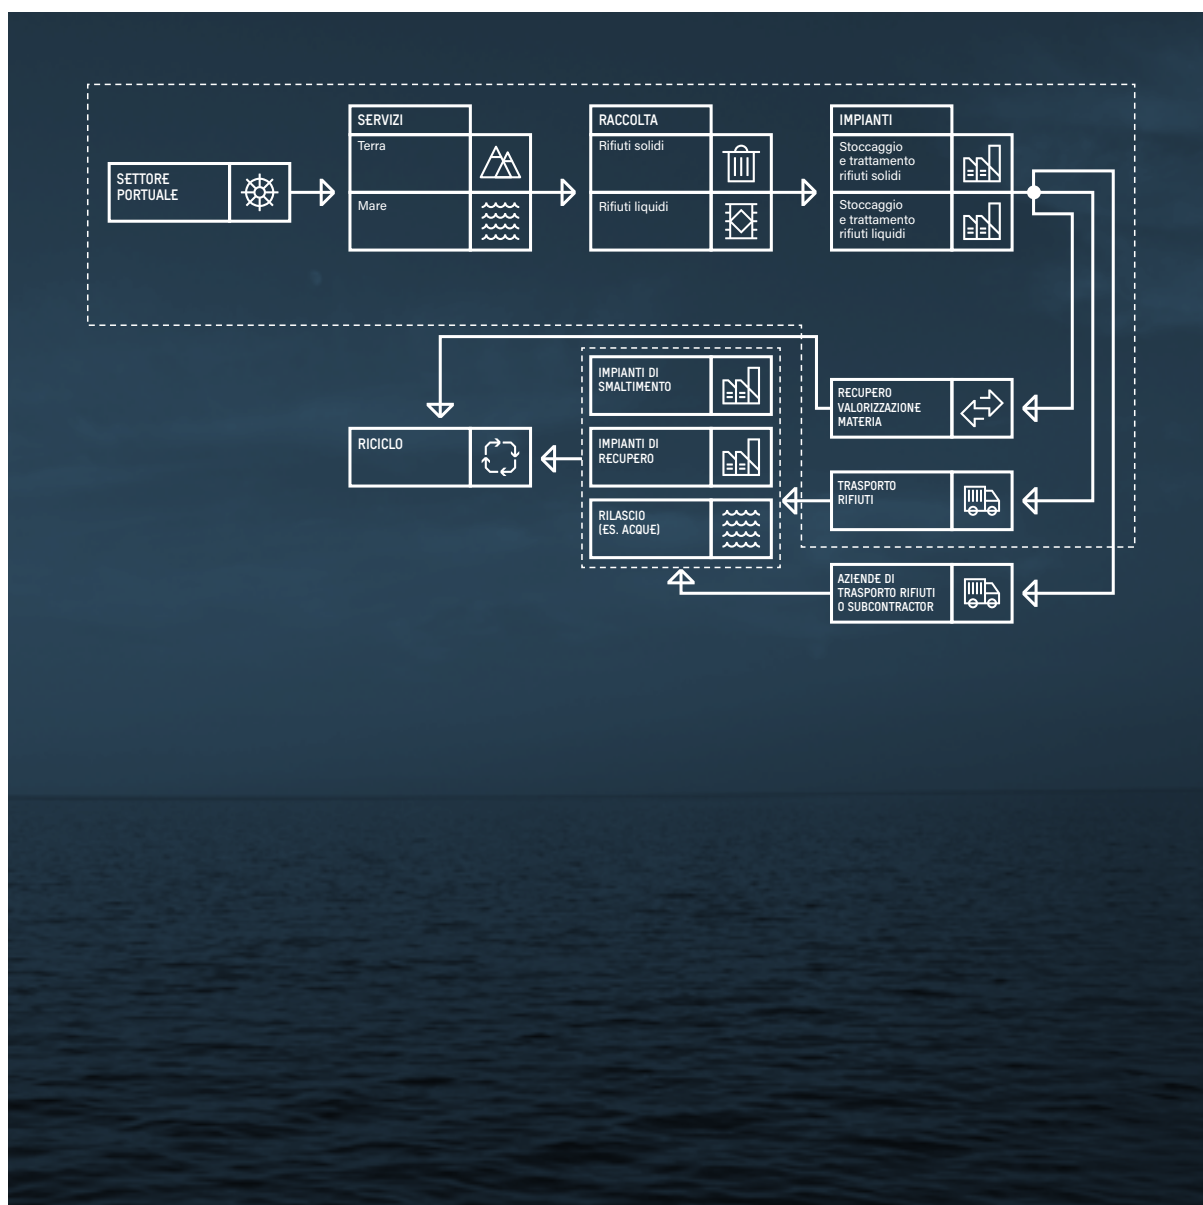 SERVIZI
Terra
Mare
RACCOLTA
Rifiuti solidi
Rifiuti liquidi
IMPIANTI
Stoccaggio
e trattamento
rifiuti solidi
Stoccaggio
e trattamento
rifiuti liquidi
SETTORE
PORTUALE
IMPIANTI DI
SMALTIMENTO
RECUPERO
VALORIZZAZIONE
MATERIA
RICICLO
IMPIANTI DI
RECUPERO
TRASPORTO
RIFIUTI
RILASCIO
(ES. ACQUE)
AZIENDE DI
TRASPORTO RIFIUTI
O SUBCONTRACTOR